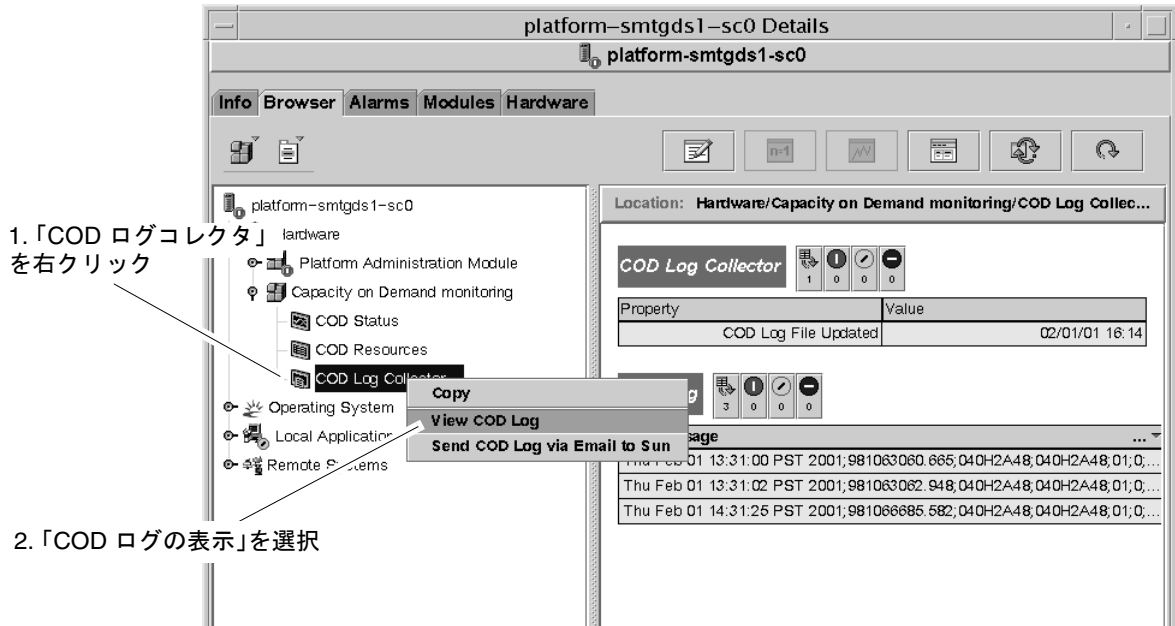 platform–smtgds1–sc0 Details
platform-smtgds1-sc0
Info Browser Alarms Modules Hardware
n=1
platform–smtgds1–sc0
Location: Hardware/Capacity on Demand monitoring/COD Log Collec...
1.「COD ログコレクタ」
を右クリック
Platform Administration Module
Capacity on Demand monitoring
COD Status
COD Resources
COD Log Collector
Operating System
Local Application
Remote Systems
COD Log Collector
1 0 0 0
Property Value
COD Log File Updated 02/01/01 16:14
3 0 0 0
Copy
View COD Log
Send COD Log via Email to Sun
...
Thu Feb 01 13:31:00 PST 2001;981063060.665;040H2A48;040H2A48;01;0;...
Thu Feb 01 13:31:02 PST 2001;981063062.948;040H2A48;040H2A48;01;0;...
Thu Feb 01 14:31:25 PST 2001;981066685.582;040H2A48;040H2A48;01;0;...
2.「COD ログの表示」を選択